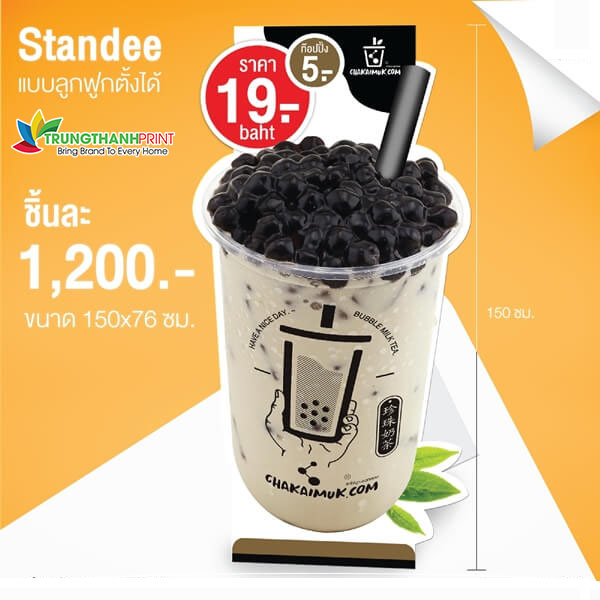 Standee
แบบลูกฟูกตั้งได้
TRUNGTHANHPRINT
Bring Brand To Every Home
ชิ้นละ
1,200.-
ขนาด 150x76 ซม.
ราคา
19.-
baht
ท็อปปิ้ง
5.-
CHAKAIMUK.COM
HAVE A NICE DAY.
BUBBLE MILK TEA.
珍珠奶茶
CHAKAIMUK.COM
150 ซม.